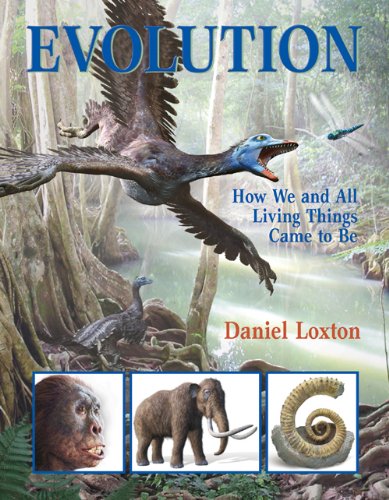 EVOLUTION
How We and All
Living Things
Came to Be
Daniel Loxton